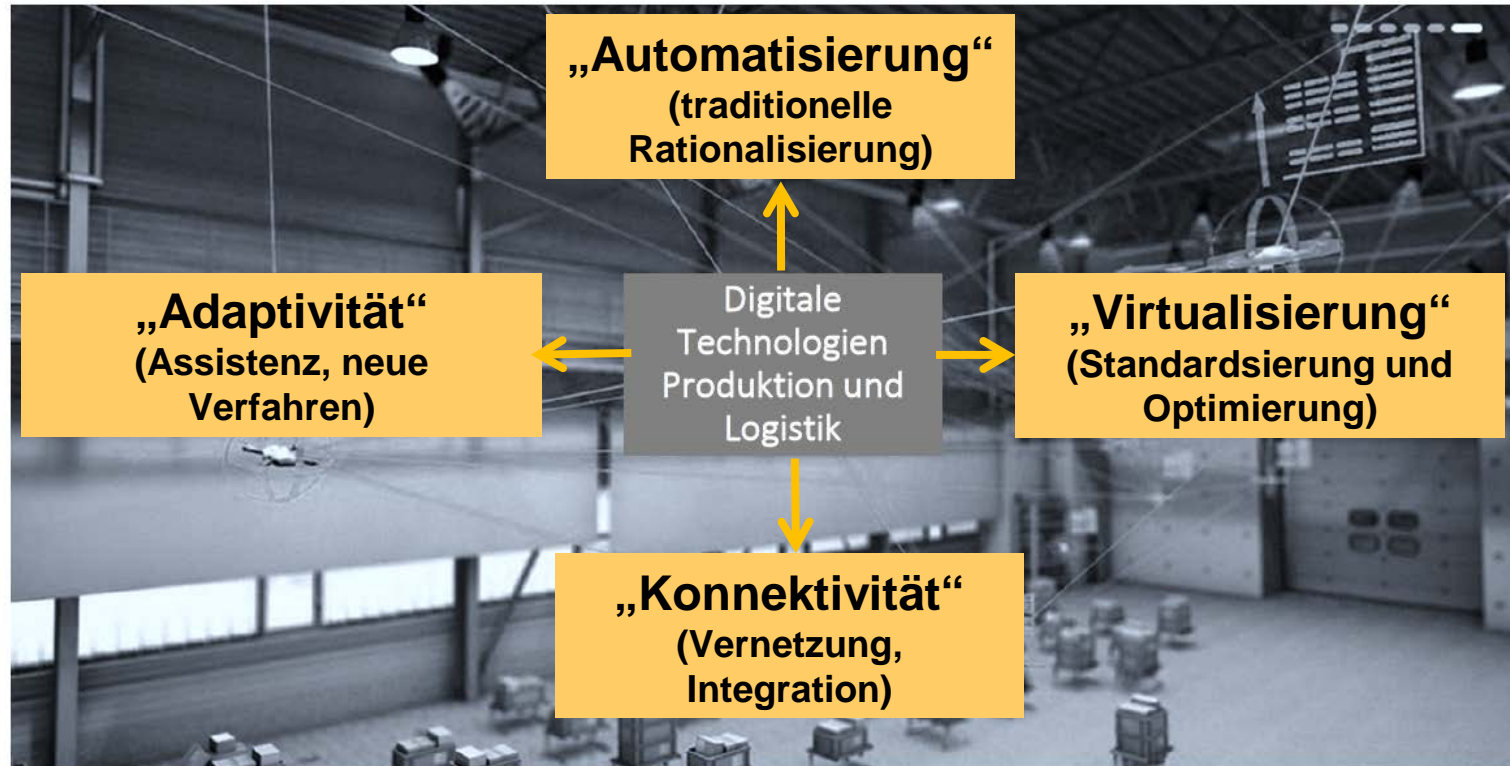 „Automatisierung“
(traditionelle
Rationalisierung)
„Adaptivität“
(Assistenz, neue
Verfahren)
Digitale
Technologien
Produktion und
Logistik
„Virtualisierung“
(Standardsierung und
Optimierung)
„Konnektivität“
(Vernetzung,
Integration)